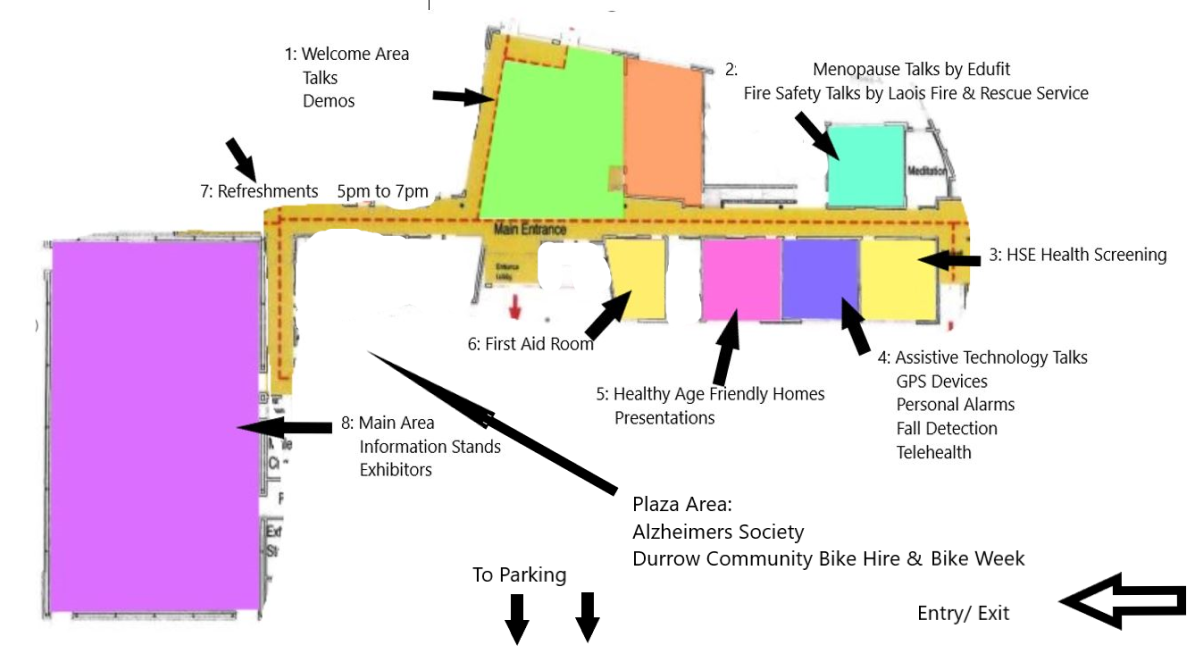 1: Welcome Area
Talks
Demos
2: Menopause Talks by Edufit
Fire Safety Talks by Laois Fire & Rescue Service
Meditation
7: Refreshments 5pm to 7pm
Main Entrance
Entrance
lobby
3: HSE Health Screening
6: First Aid Room
4: Assistive Technology Talks
GPS Devices
Personal Alarms
Fall Detection
Telehealth
5: Healthy Age Friendly Homes
Presentations
8: Main Area
Information Stands
Exhibitors
Plaza Area:
Alzheimers Society
Durrow Community Bike Hire & Bike Week
To Parking
Entry/ Exit